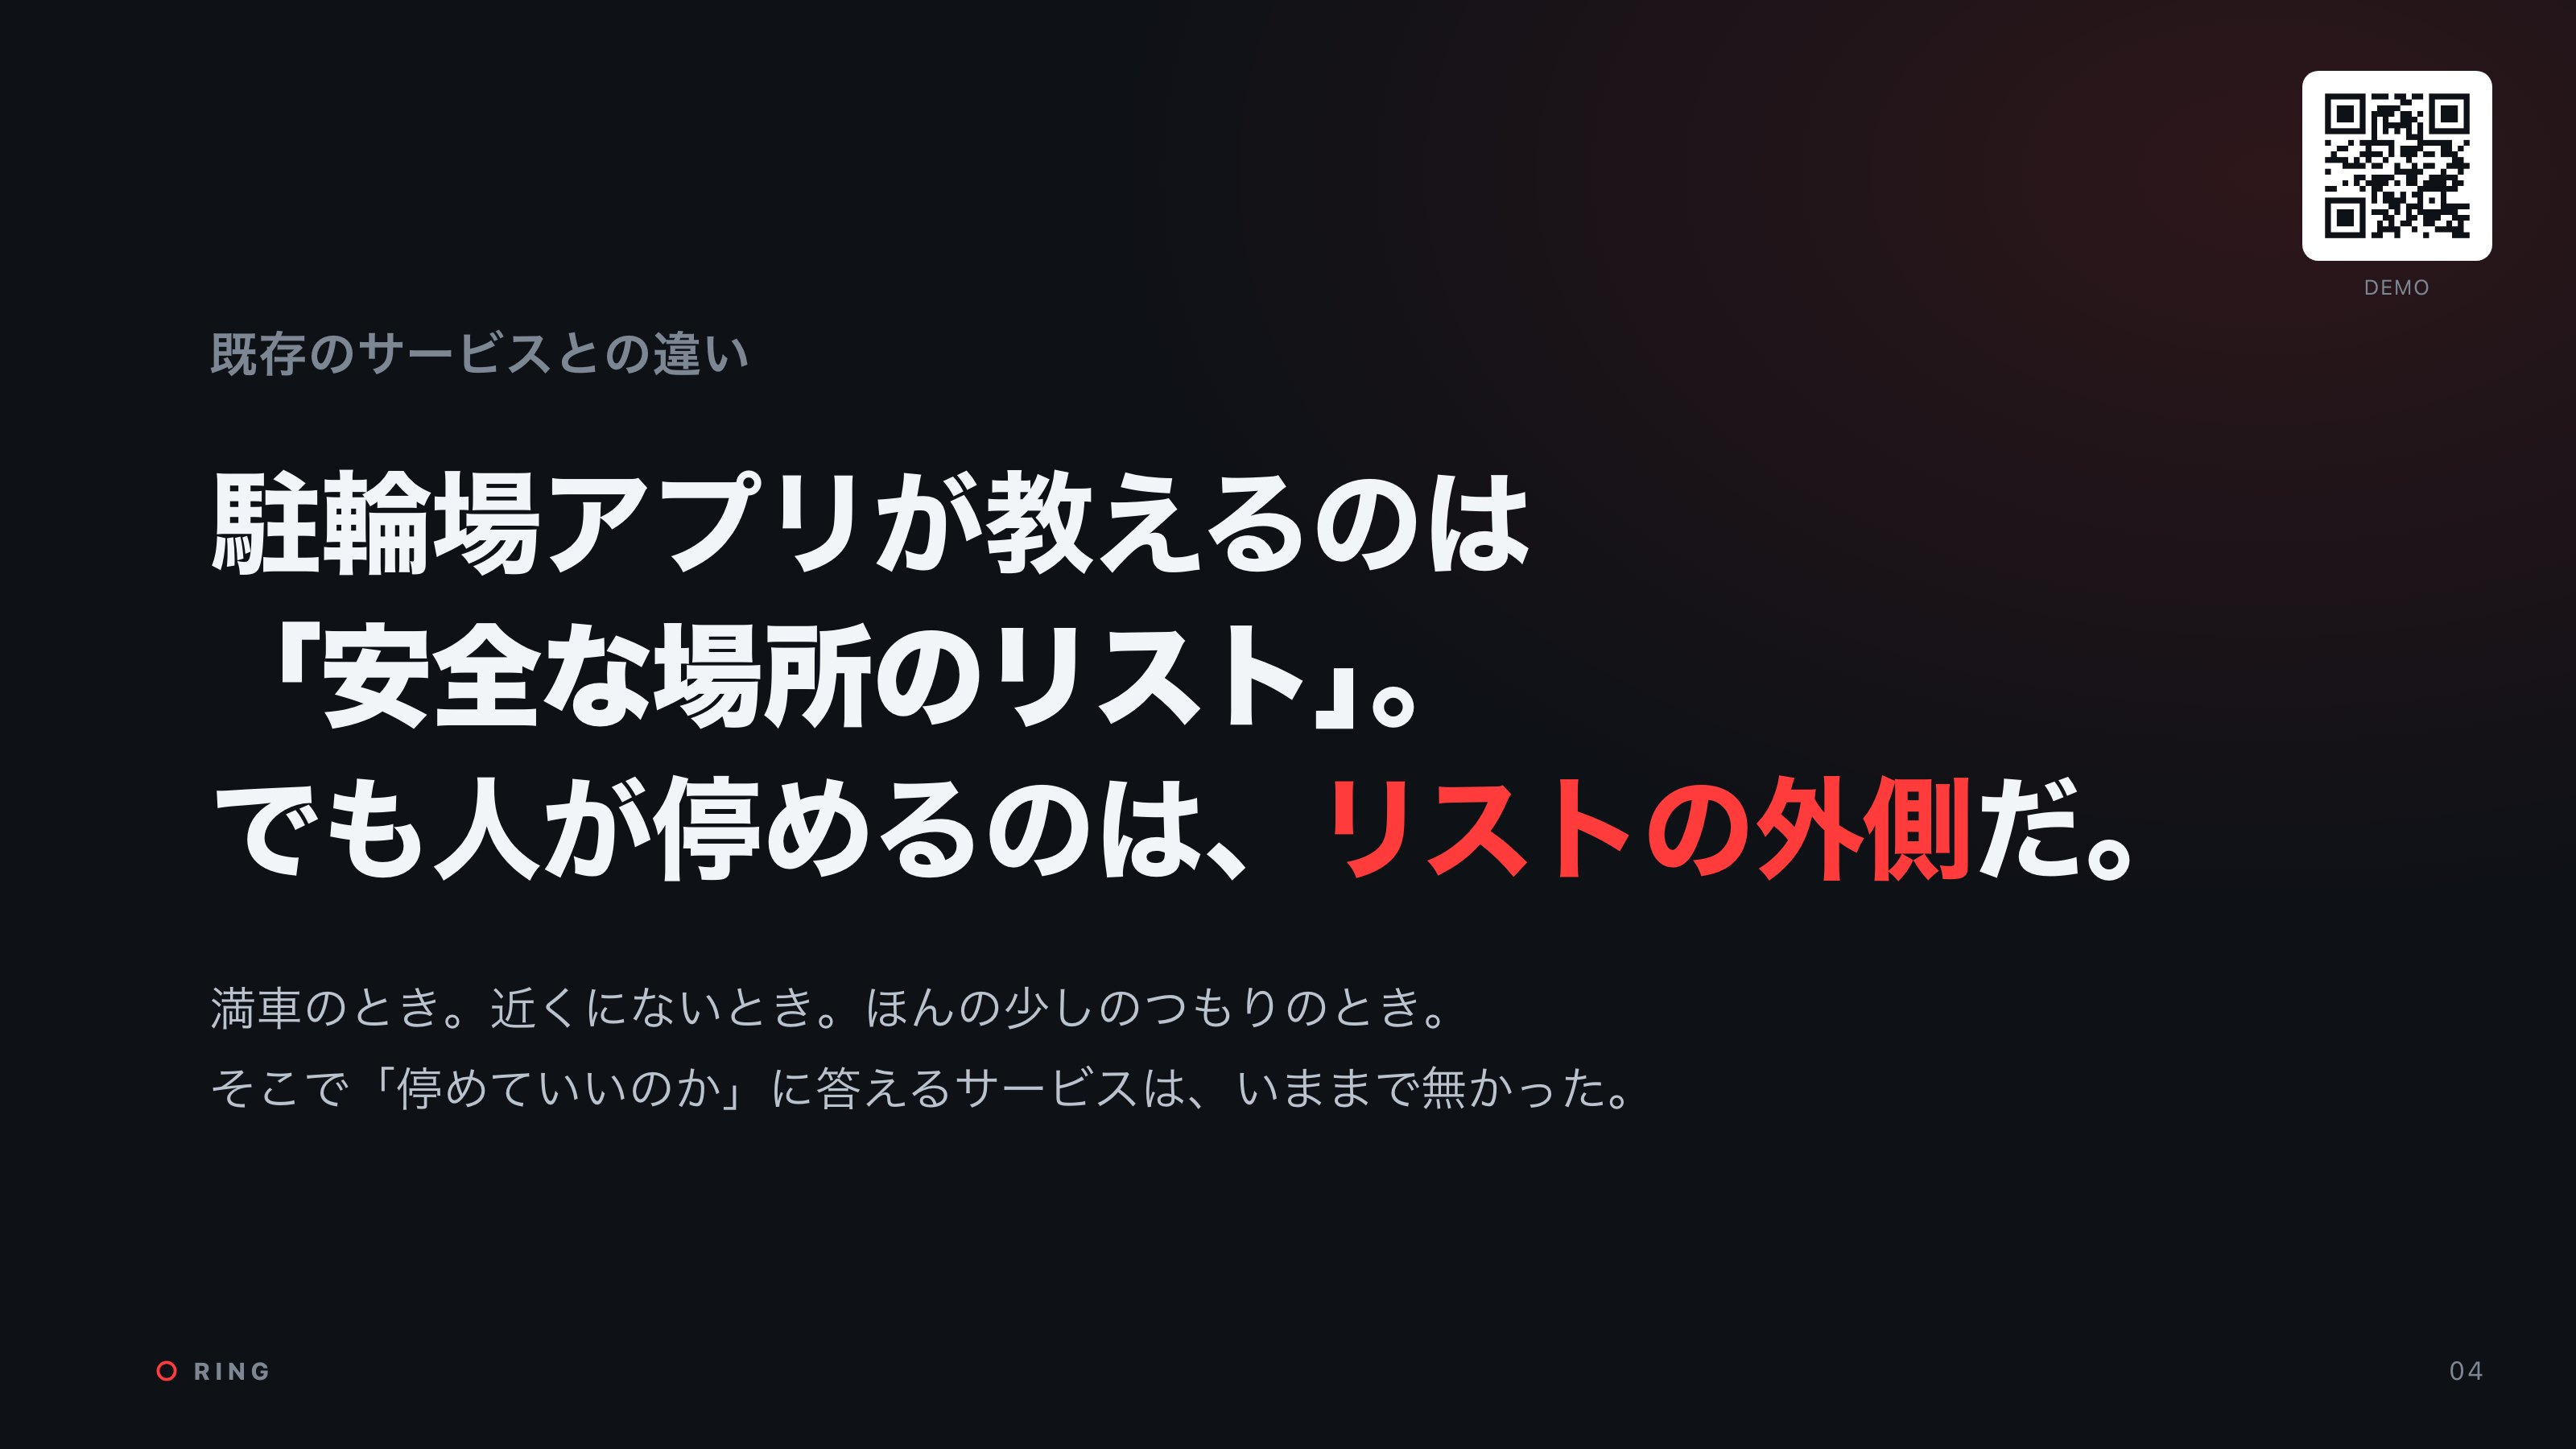 DEMO
既存のサービスとの違い
駐輪場アプリが教えるのは
「安全な場所のリスト」。
でも人が停めるのは、リストの外側だ。
満車のとき。近くにないとき。ほんの少しのつもりのとき。
そこで「停めていいのか」に答えるサービスは、いままで無かった。
RING
04